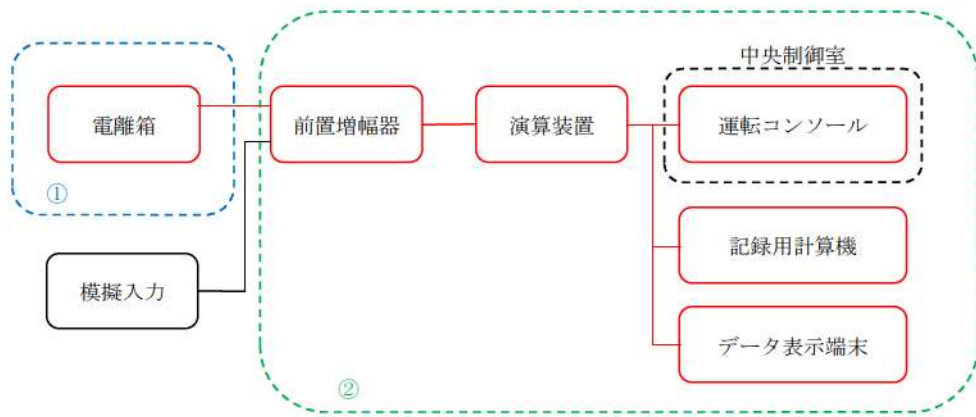 中央制御室
電離箱
前置増幅器
演算装置
運転コンソール
①
記録用計算機
模擬入力
データ表示端末
②